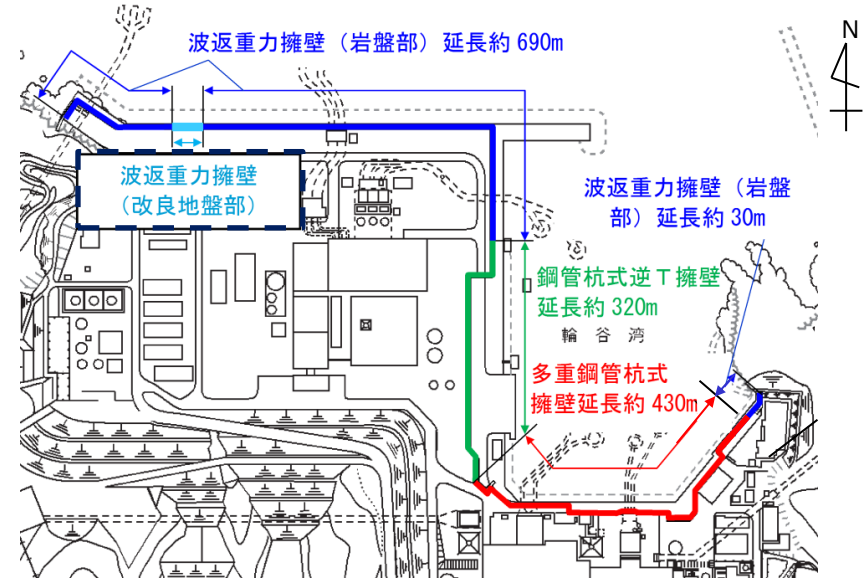 波返重力擁壁（岩盤部）延長約 690m
N
波返重力擁壁
（改良地盤部）
波返重力擁壁（岩盤
部）延長約 30m
鋼管杭式逆Ｔ擁壁
延長約 320m
輪谷湾
多重鋼管杭式
擁壁延長約 430m